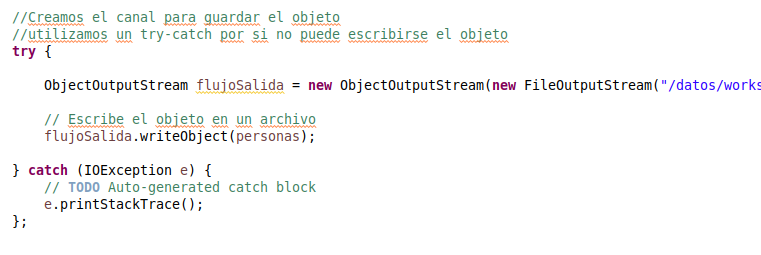 //Creamos el canal para guardar el objeto
//utilizamos un try-catch por si no puede escribirse el objeto
try {
ObjectOutputStream flujoSalida = new ObjectOutputStream(new FileOutputStream("/datos/works
// Escribe el objeto en un archivo
flujoSalida.writeObject(personas);
} catch (IOException e) {
// TODO Auto-generated catch block
e.printStackTrace();
};